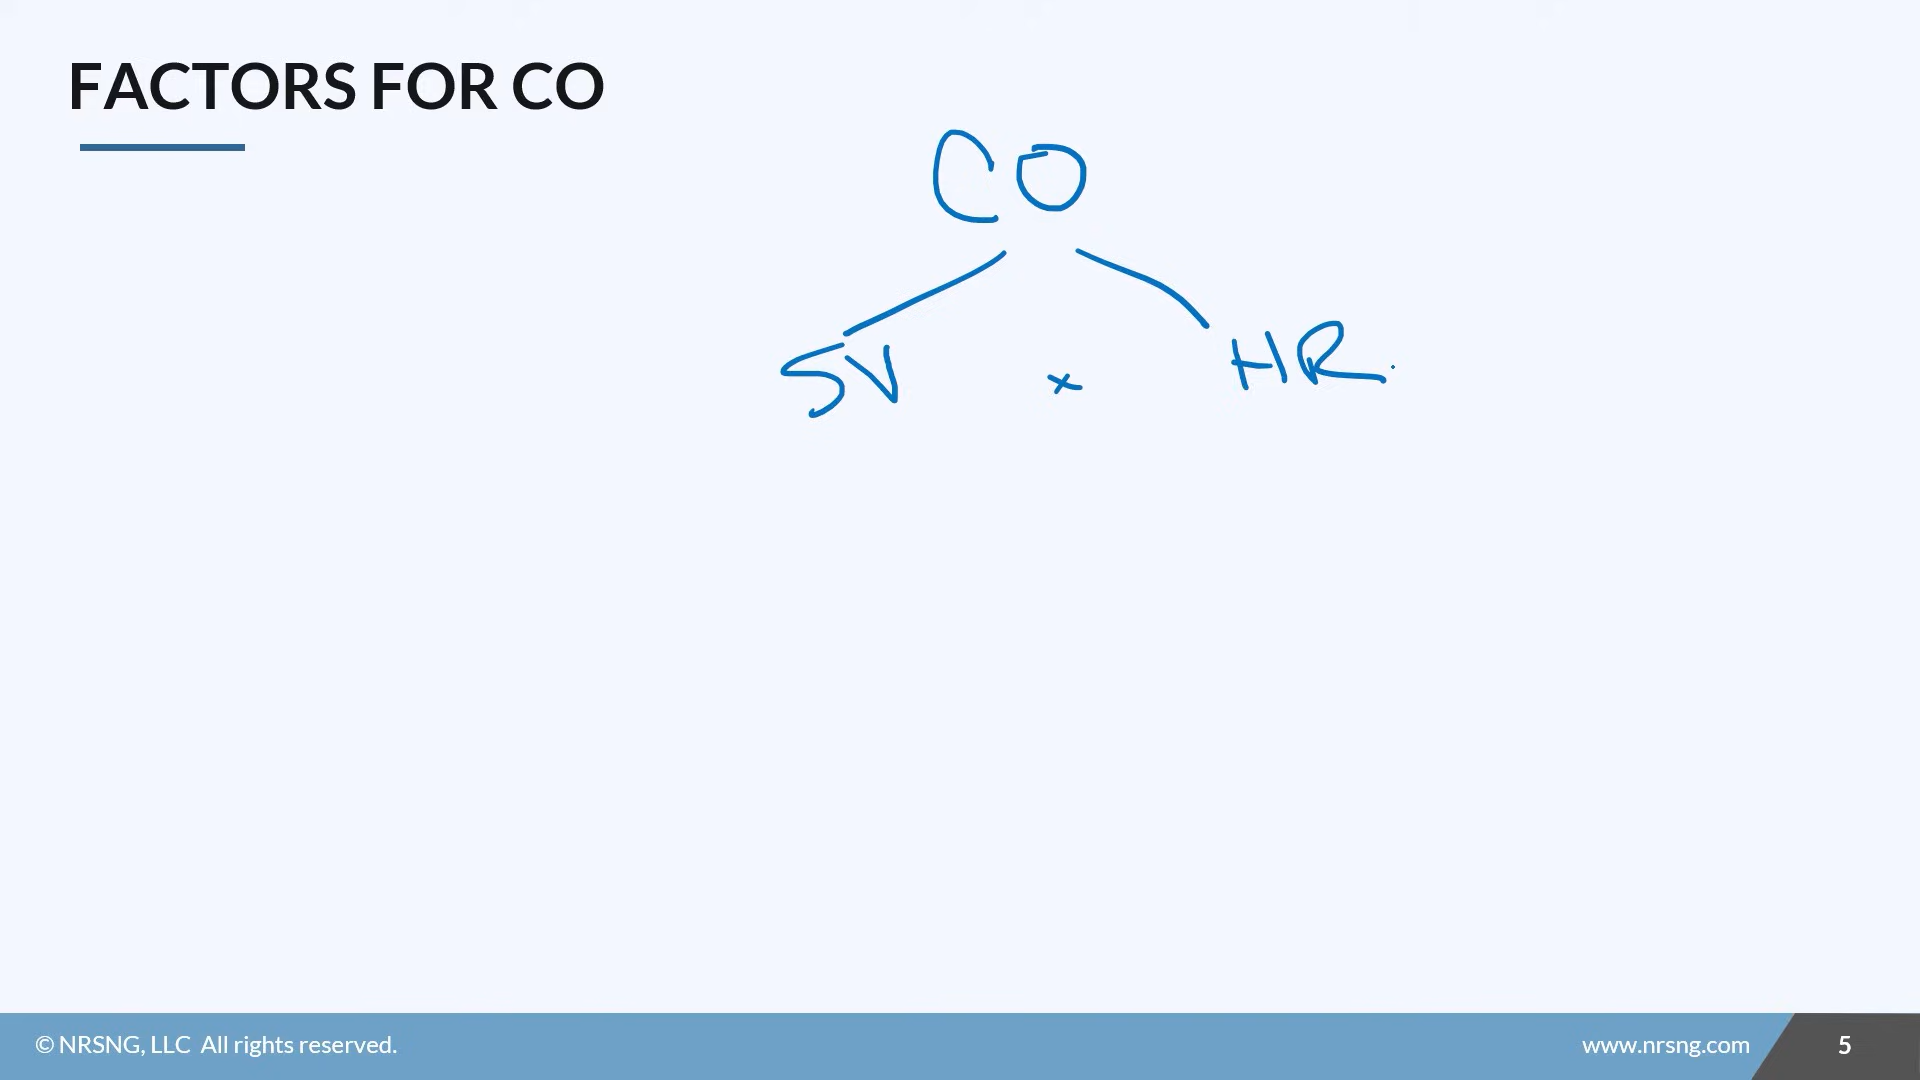 FACTORS FOR CO
CO
SV x HR
© NRSNG, LLC All rights reserved.
www.nrsng.com
5